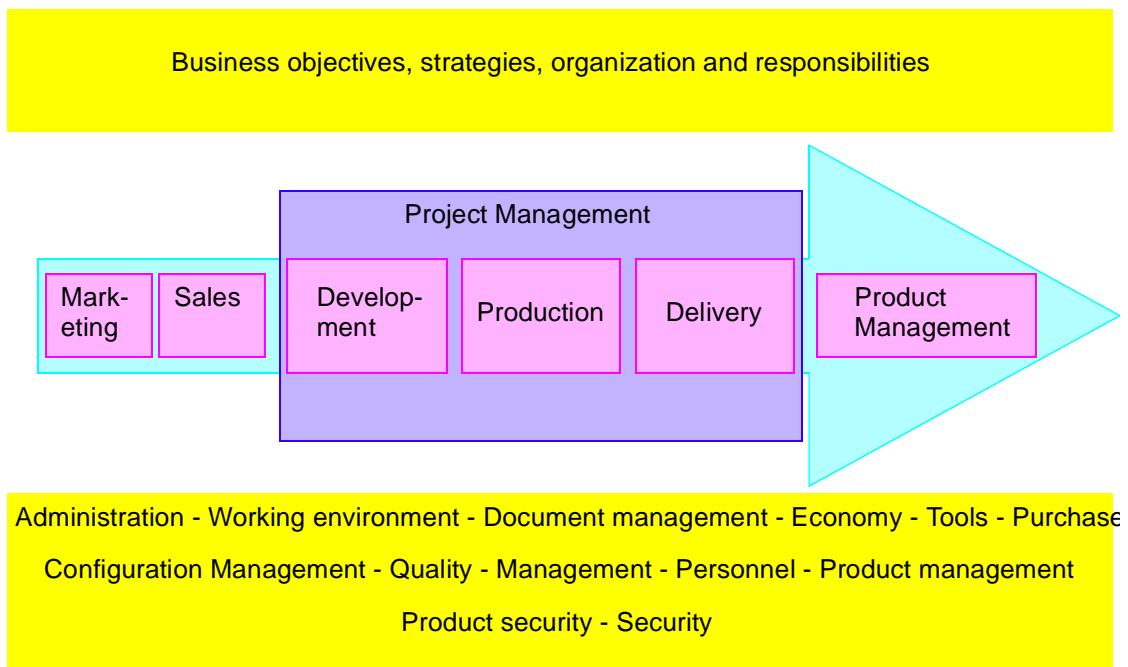 Business objectives, strategies, organization and responsibilities
Project Management
Mark-
eting
Sales
Develop-
ment
Production
Delivery
Product
Management
Administration - Working environment - Document management - Economy - Tools - Purchase
Configuration Management - Quality - Management - Personnel - Product management
Product security - Security